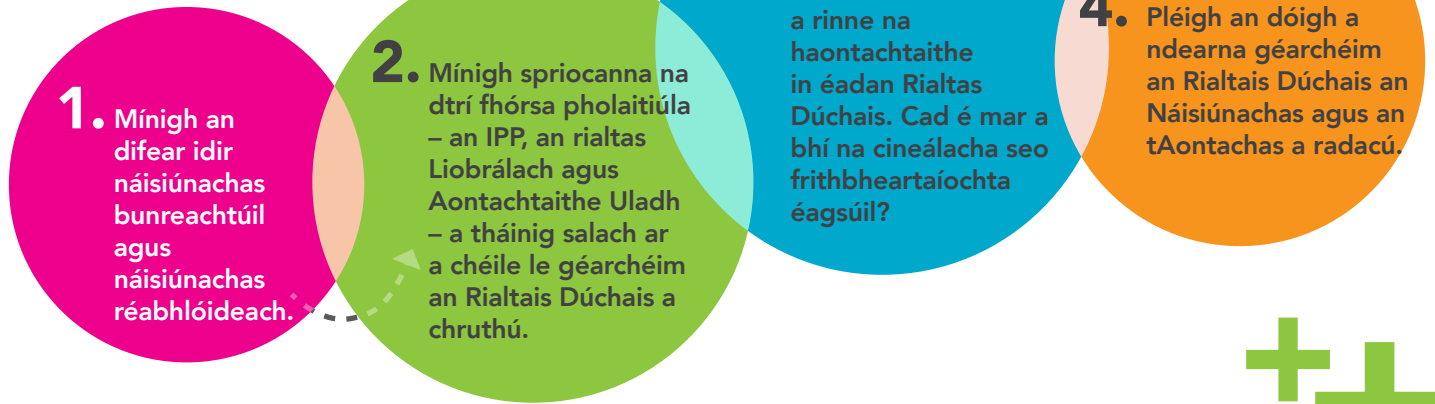 1. Mínigh an
difear idir
náisiúnachas
bunreachtúil
agus
náisiúnachas
réabhlóideach.
2. Mínigh spriocanna na
dtrí fhórsa pholaitiúla
– an IPP, an rialtas
Liobrálach agus
Aontachtaithe Uladh
– a tháinig salach ar
a chéile le géarchéim
an Rialtais Dúchais a
chruthú.
a rinne na
haontachtaithe
in éadan Rialtas
Dúchais. Cad é mar a
bhí na cineálacha seo
frithbheartaíochta
éagsúil?
4. Pléigh an dóigh a
ndearna géarchéim
an Rialtais Dúchais an
Náisiúnachas agus an
tAontachas a radacú.